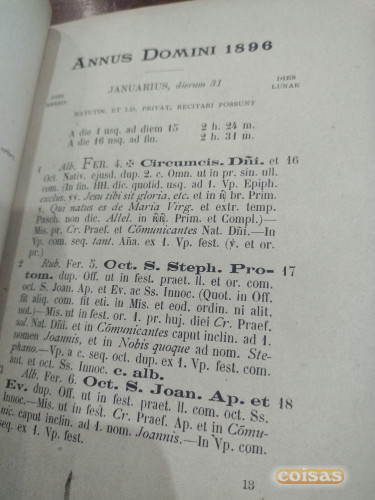 ANNUS DOMINI 1896
JANUARIUS, dierum 31
DIES
MENSIS
DIES
LUNAE
MATUTIN. ET LD. PRIVAT. RECITARI POSSUNT
A die 1 usq. ad diem 15 2 h. 24 m.
A die 16 usq. ad fin. 2 h. 31 m.
1 Alb. FER. 4. ✠ Circumcis. Dñi. et 16
Oct. Nativ, ejusd, dup. 2 c. Omn. ut in pr. sin. ull.
com. (In fin. HH. dic. quotid. usq. ad 1. Vp. Epiph.
exclus. ℣℣. Jesu tibi sit gloria, etc. et in ℟ br. Prim.
℣. Qui natus es de Maria Virg. et extr. temp.
Pasch. non dic. Allel. in ℟℟ Prim. et Compl.)—
Mis. pr. Cr. Praef. et Cōmunicantes Nat. Dñi.—In
Vp. com. seq. tant. Aña. ex 1. Vp. fest. (℣. et or.
pr.)
2 Rub. Fer. 5. Oct. S. Steph. Pro- 17
tom. dup. Off. ut in fest. praet. ll. et or. com.
oct. S. Joan. Ap. et Ev. ac Ss. Innoc. (Quot. in Off.
fit aliq. com. fit eti. in Mis. et eod. ordin. ni alit.
not.)—Mis. ut in fest. or. 1. pr. huj. diei Cr. Praef.
Nat. Dñi. et in Cōmunicantes caput inclin. ad 1.
nomen Joannis, et in Nobis quoque ad nom. Ste-
phano.—Vp. a c. seq. oct. dup. ex 1. Vp. fest. com.
ant. et oct. Ss. Innoc. c. alb.
Alb. Fer. 6. Oct. S. Joan. Ap. et 18
Ev. dup. Off. ut in fest. praet. ll. com. oct. Ss.
Innoc.—Mis. ut in fest. Cr. Praef. Ap. et in Cōmu-
nic. caput inclin. ad 1. nom. Joannis.—In Vp. com.
seq. ex 1. Vp. fest.
13
coisas